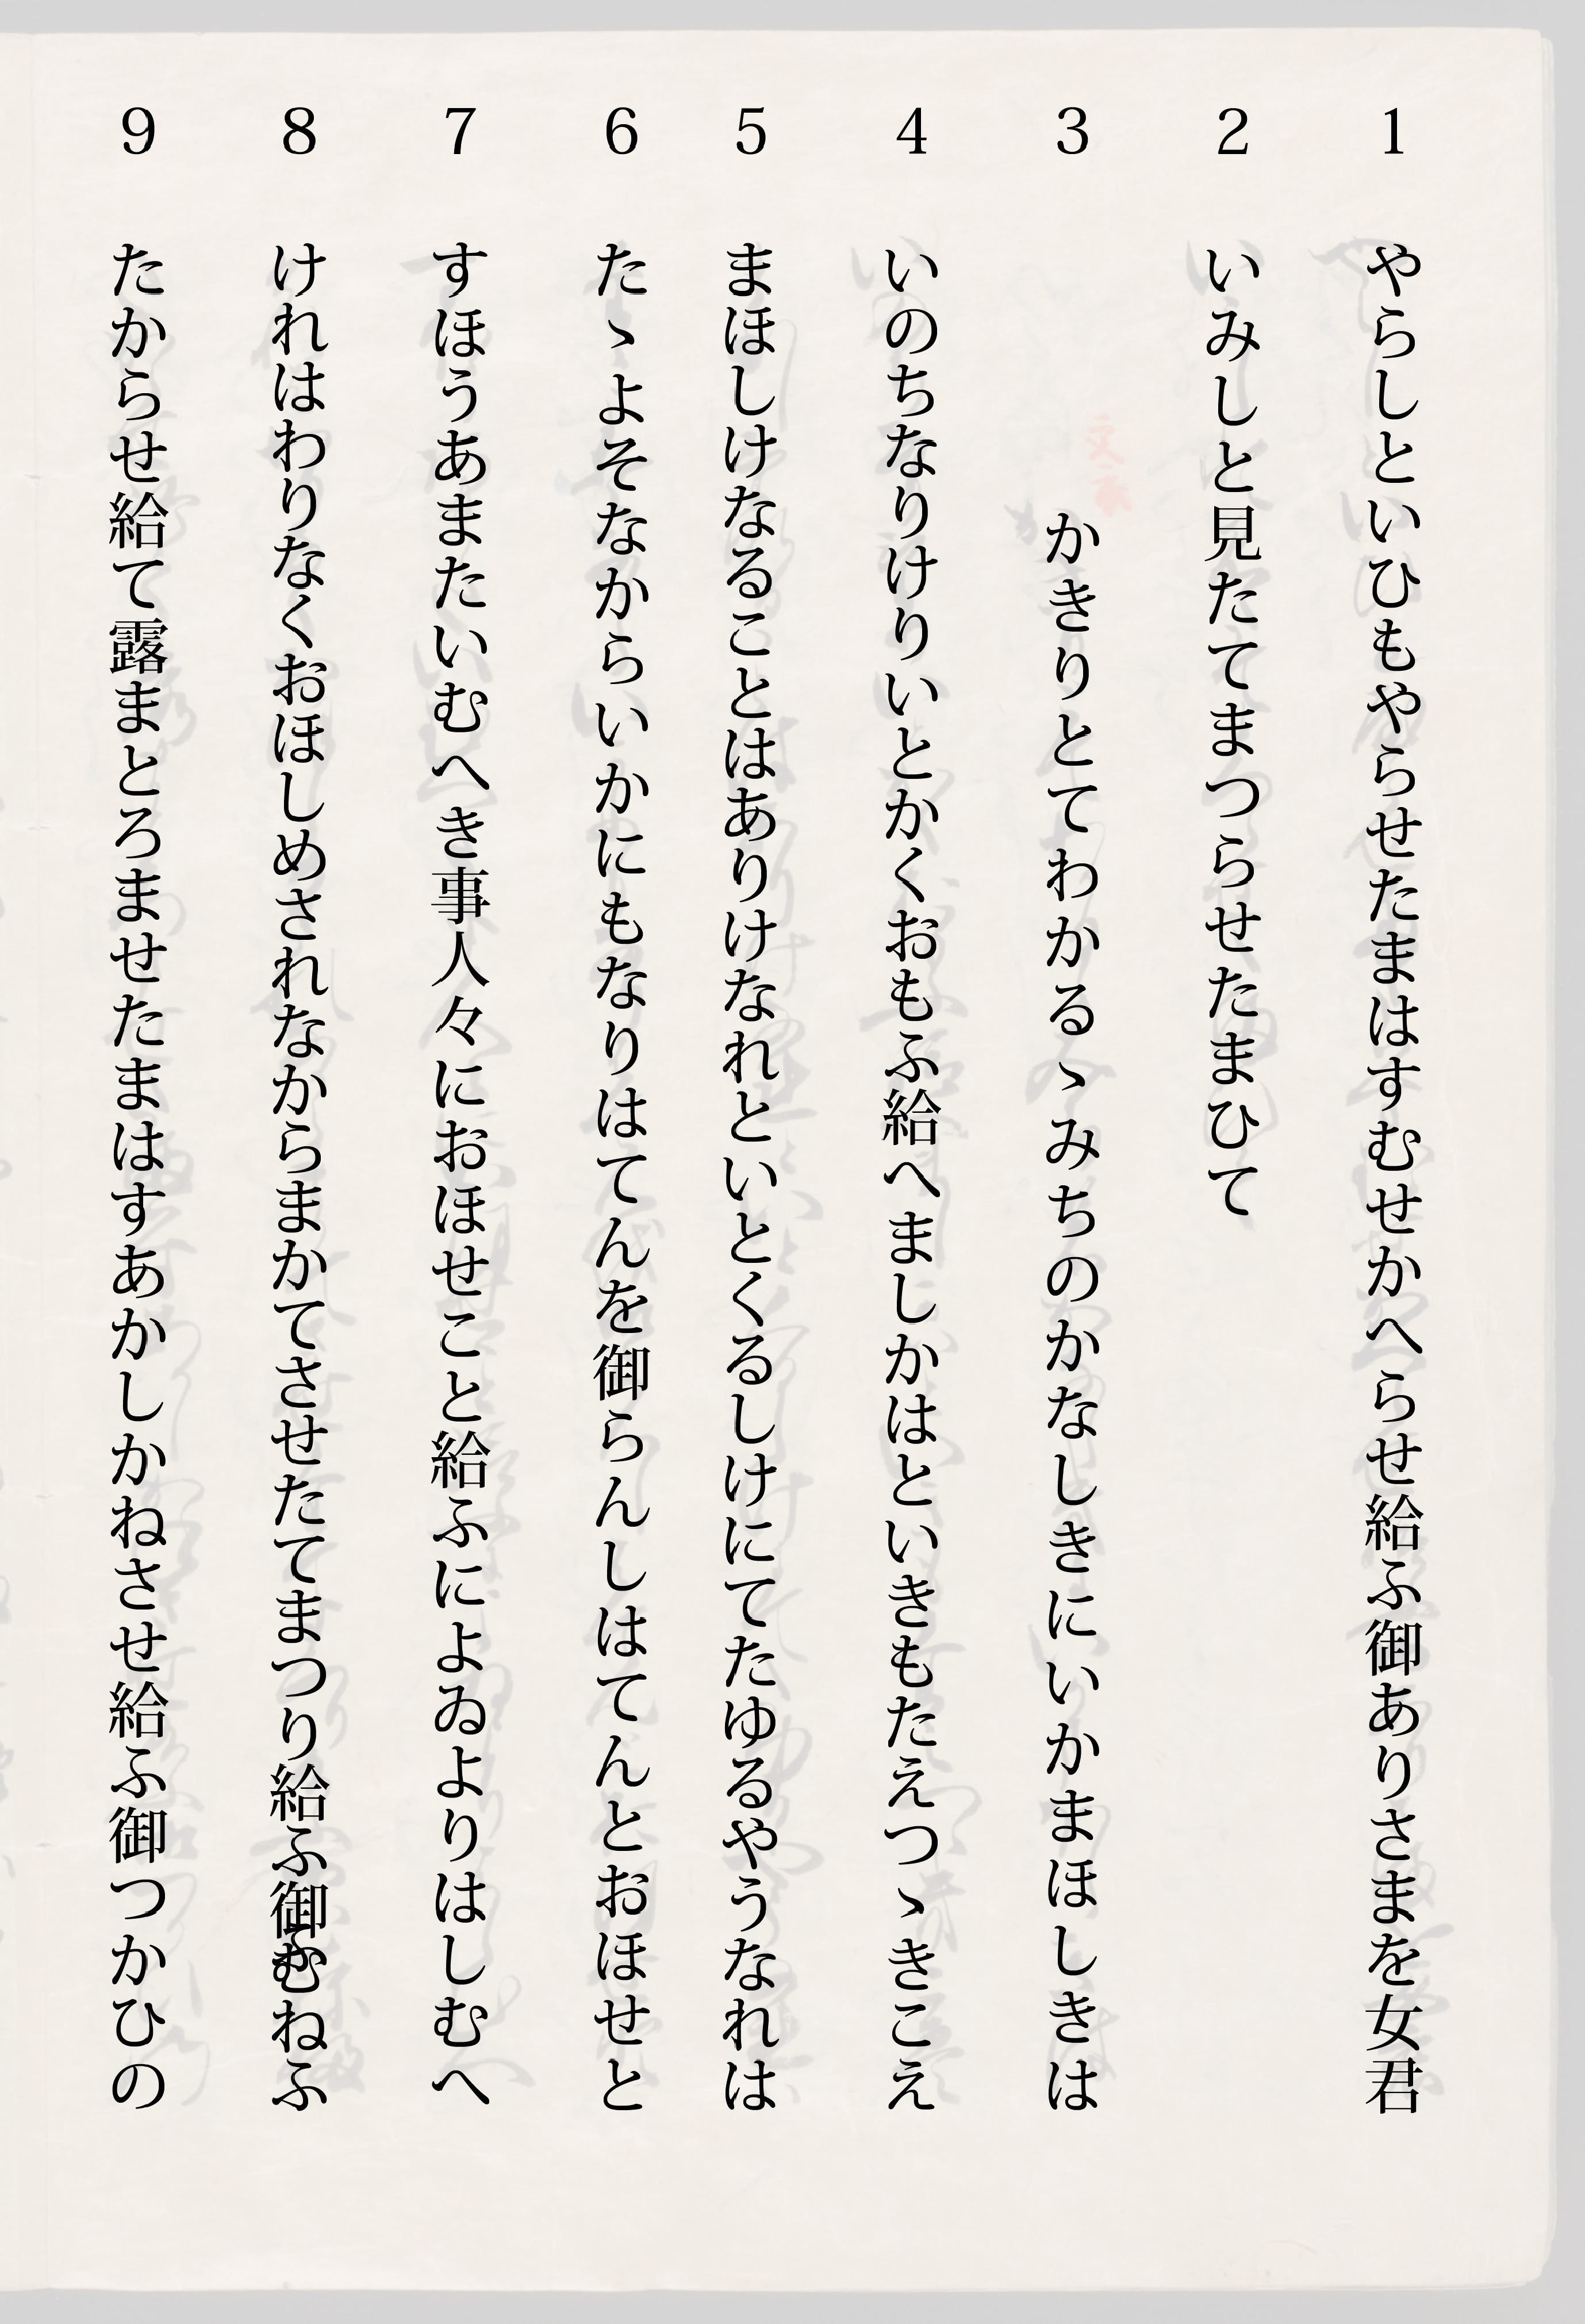 1 やらしといひもやらせたまはすむせかへらせ給ふ御ありさまを女君
2 いみしと見たてまつらせたまひて
3 かきりとてわかるゝみちのかなしきにいかまほしきは
4 いのちなりけりいとかくおもふ給へましかはといきもたえつゝきこえ
5 まほしけなることはありけなれといとくるしけにてたゆるやうなれは
6 たゝよそなからいかにもなりはてんを御らんしはてんとおほせと
7 すほうあまたいむへき事人々におほせこと給ふによゐよりはしむへ
8 けれはわりなくおほしめされなからまかてさせたてまつり給ふ御むねふ
9 たからせ給て露まとろませたまはすあかしかねさせ給ふ御つかひの